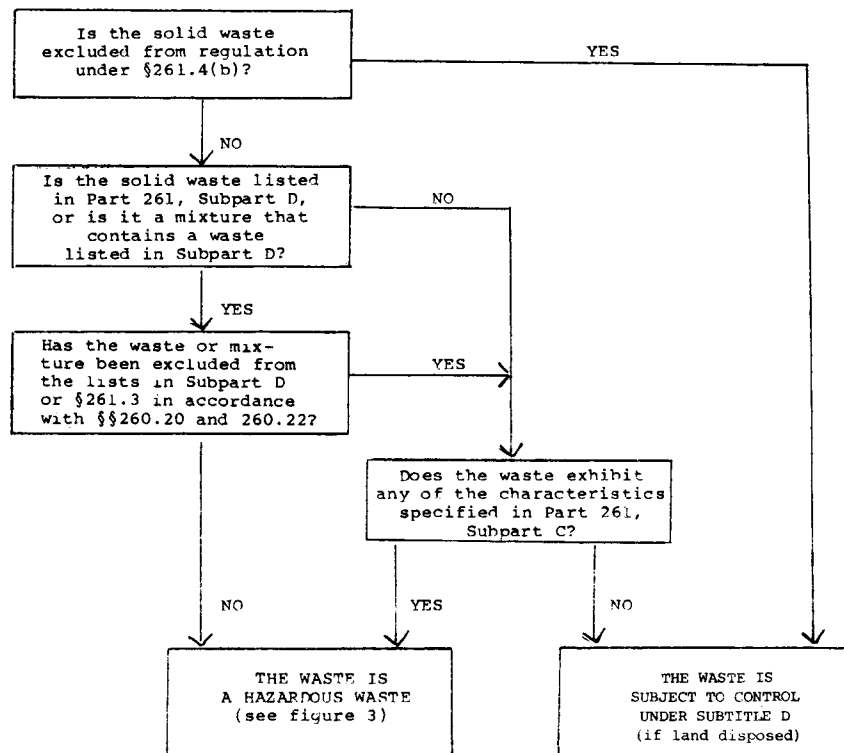 Is the solid waste
excluded from regulation
under §261.4(b)?
YES
NO
Is the solid waste listed
in Part 261, Subpart D,
or is it a mixture that
contains a waste
listed in Subpart D?
NO
YES
Has the waste or mix-
ture been excluded from
the lists in Subpart D
or §261.3 in accordance
with §§260.20 and 260.22?
YES
Does the waste exhibit
any of the characteristics
specified in Part 261,
Subpart C?
NO
YES
NO
THE WASTE IS
A HAZARDOUS WASTE
(see figure 3)
THE WASTE IS
SUBJECT TO CONTROL
UNDER SUBTITLE D
(if land disposed)